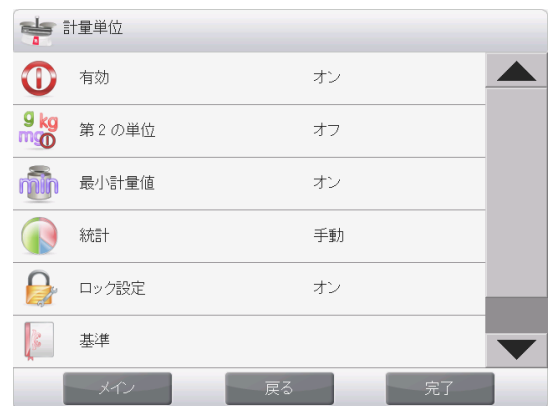 計量単位
有効 オン
g kg mg
第2の単位 オフ
min
最小計量値 オン
統計 手動
ロック設定 オン
基準
メイン 戻る 完了